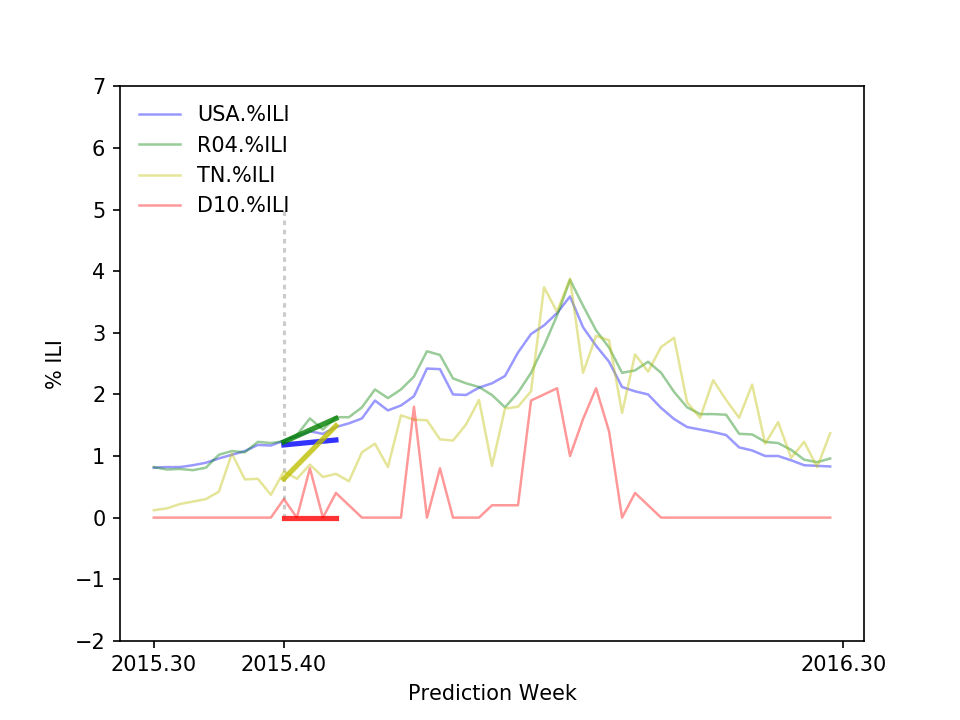 7
6
5
4
3
2
1
0
−1
−2
% ILI
USA.%ILI
R04.%ILI
TN.%ILI
D10.%ILI
2015.30
2015.40
2016.30
Prediction Week